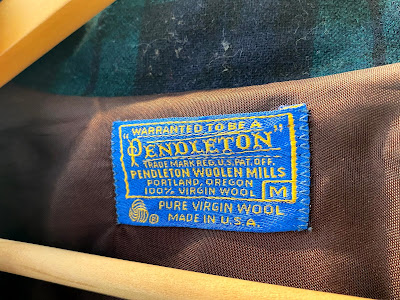 "WARRANTED TO BE A
PENDLETON"
TRADE MARK REG. U.S. PAT. OFF.
PENDLETON WOOLEN MILLS
PORTLAND, OREGON
100% VIRGIN WOOL M
PURE VIRGIN WOOL
MADE IN U.S.A.